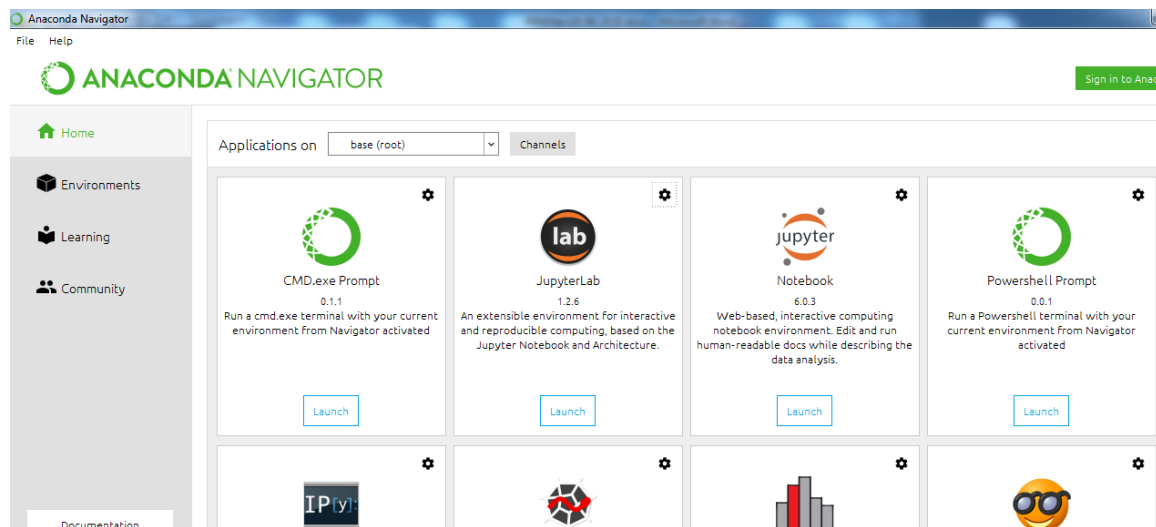 Anaconda Navigator
File Help
ANACONDA NAVIGATOR
Sign in to Anac
Home
Applications on base (root) Channels
Environments
Learning
Community
lab
jupyter
CMD.exe Prompt
0.1.1
Run a cmd.exe terminal with your current
environment from Navigator activated
Launch
JupyterLab
1.2.6
An extensible environment for interactive
and reproducible computing, based on the
Jupyter Notebook and Architecture.
Launch
Notebook
6.0.3
Web-based, interactive computing
notebook environment. Edit and run
human-readable docs while describing the
data analysis.
Launch
Powershell Prompt
0.0.1
Run a Powershell terminal with your
current environment from Navigator
activated
Launch
IP[y]:
Documentation